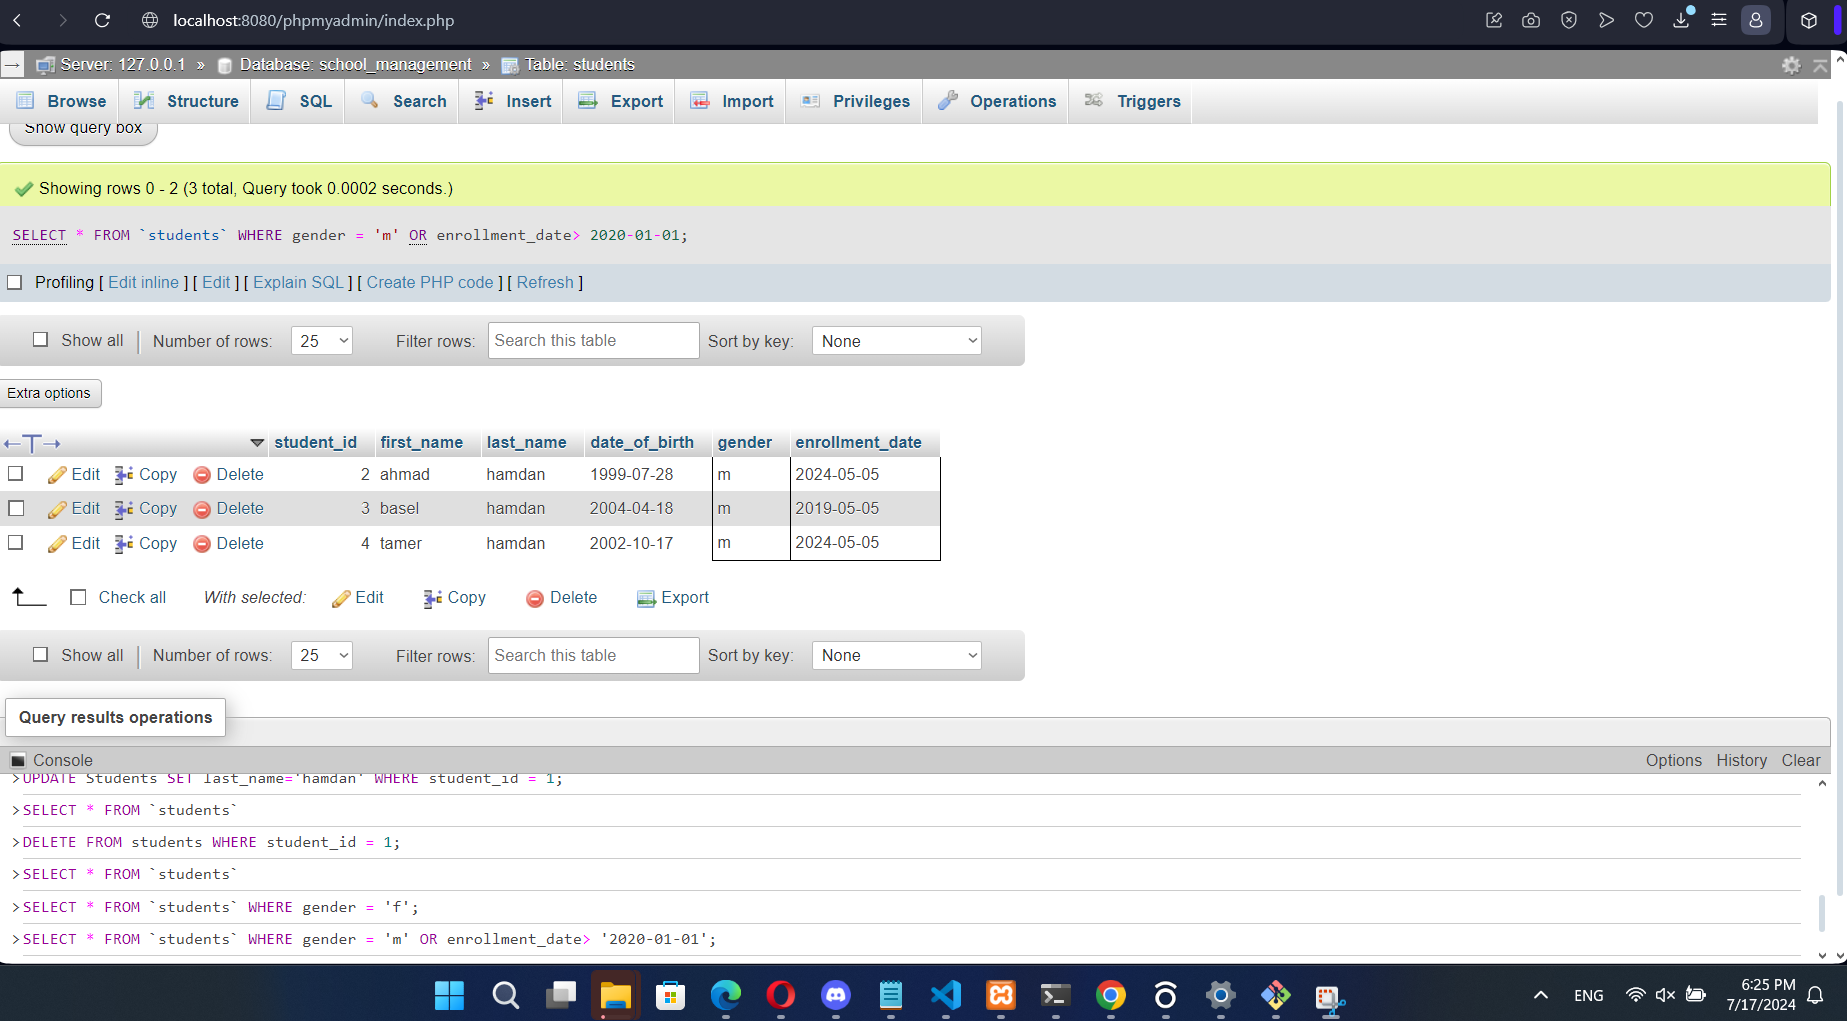 localhost:8080/phpmyadmin/index.php
Server: 127.0.0.1 » Database: school_management » Table: students
Browse Structure SQL Search Insert Export Import Privileges Operations Triggers
Show query box
Showing rows 0 - 2 (3 total, Query took 0.0002 seconds.)
SELECT * FROM `students` WHERE gender = 'm' OR enrollment_date> 2020-01-01;
Profiling [ Edit inline ] [ Edit ] [ Explain SQL ] [ Create PHP code ] [ Refresh ]
Show all | Number of rows: 25 Filter rows: Search this table Sort by key: None
Extra options
←T→ student_id first_name last_name date_of_birth gender enrollment_date
Edit Copy Delete 2 ahmad hamdan 1999-07-28 m 2024-05-05
Edit Copy Delete 3 basel hamdan 2004-04-18 m 2019-05-05
Edit Copy Delete 4 tamer hamdan 2002-10-17 m 2024-05-05
Check all With selected: Edit Copy Delete Export
Show all | Number of rows: 25 Filter rows: Search this table Sort by key: None
Query results operations
Console Options History Clear
>UPDATE Students SET last_name='hamdan' WHERE student_id = 1;
>SELECT * FROM `students`
>DELETE FROM students WHERE student_id = 1;
>SELECT * FROM `students`
>SELECT * FROM `students` WHERE gender = 'f';
>SELECT * FROM `students` WHERE gender = 'm' OR enrollment_date> '2020-01-01';
ENG 6:25 PM
7/17/2024